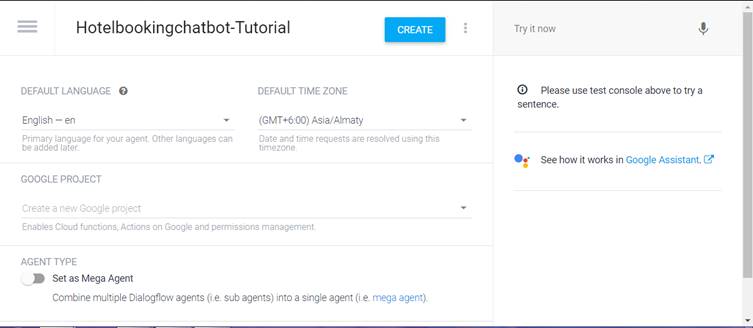 Hotelbookingchatbot-Tutorial
CREATE
Try it now
DEFAULT LANGUAGE
DEFAULT TIME ZONE
English — en
(GMT+6:00) Asia/Almaty
Primary language for your agent. Other languages can
be added later.
Date and time requests are resolved using this
timezone.
GOOGLE PROJECT
Create a new Google project
Enables Cloud functions, Actions on Google and permissions management.
AGENT TYPE
Set as Mega Agent
Combine multiple Dialogflow agents (i.e. sub agents) into a single agent (i.e. mega agent).
Please use test console above to try a
sentence.
See how it works in Google Assistant.